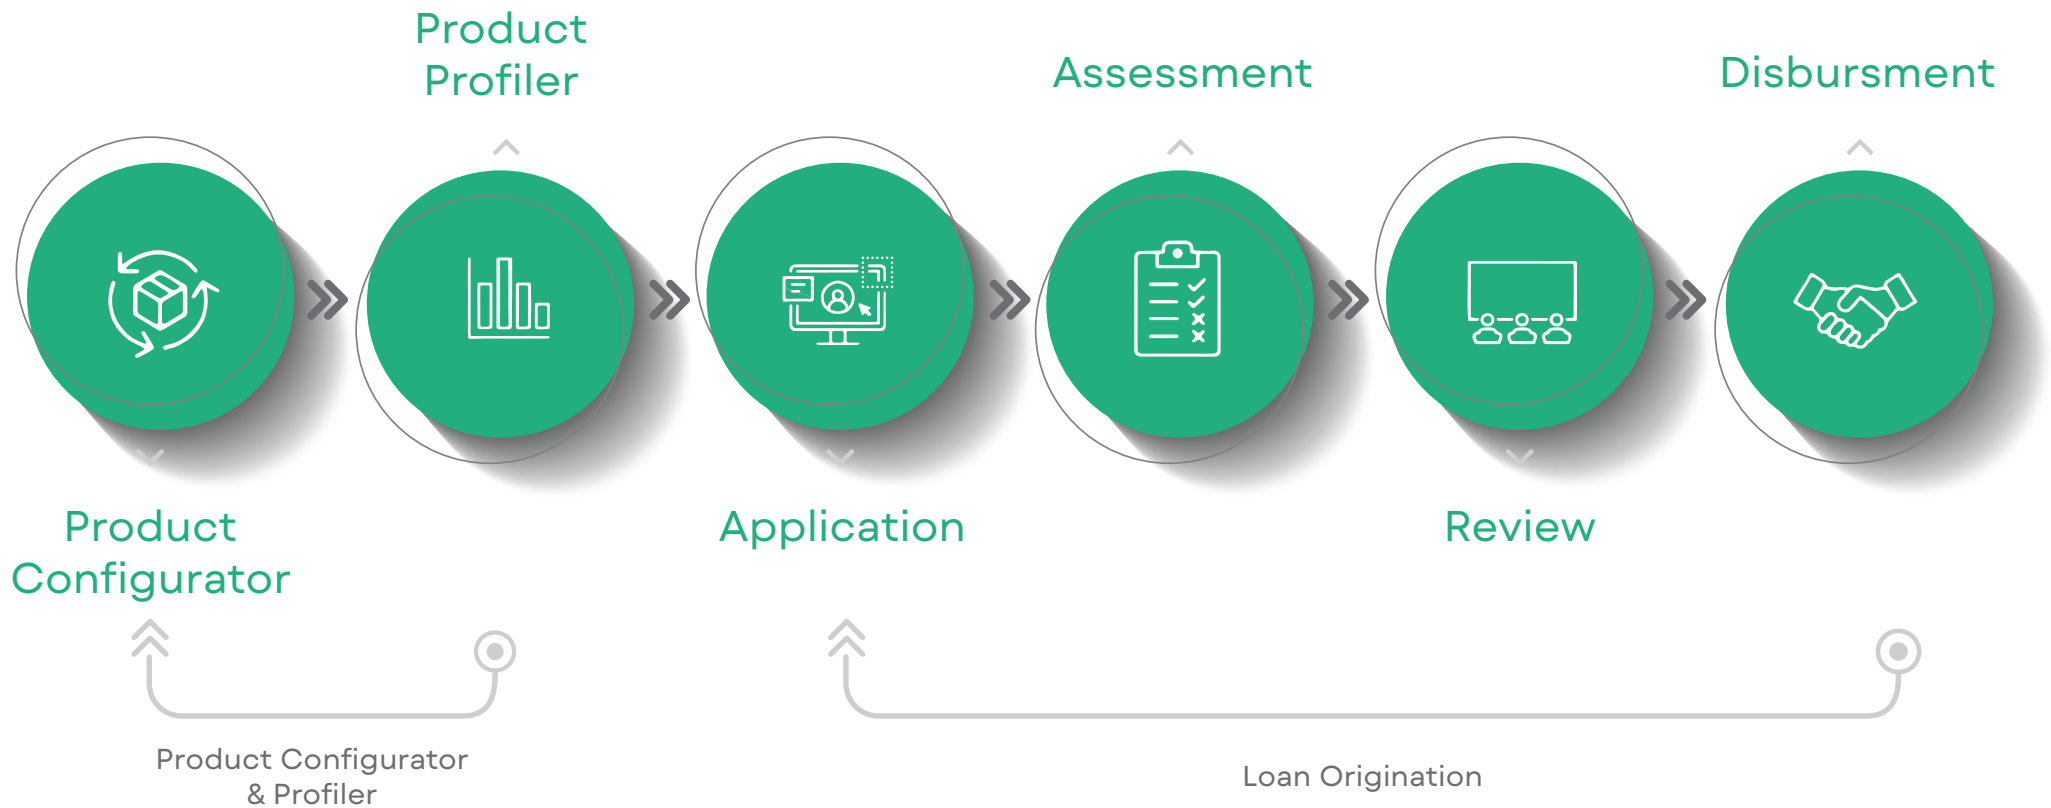 Product
Profiler
Assessment
Disbursment
Product
Configurator
Application
Review
Product Configurator
& Profiler
Loan Origination